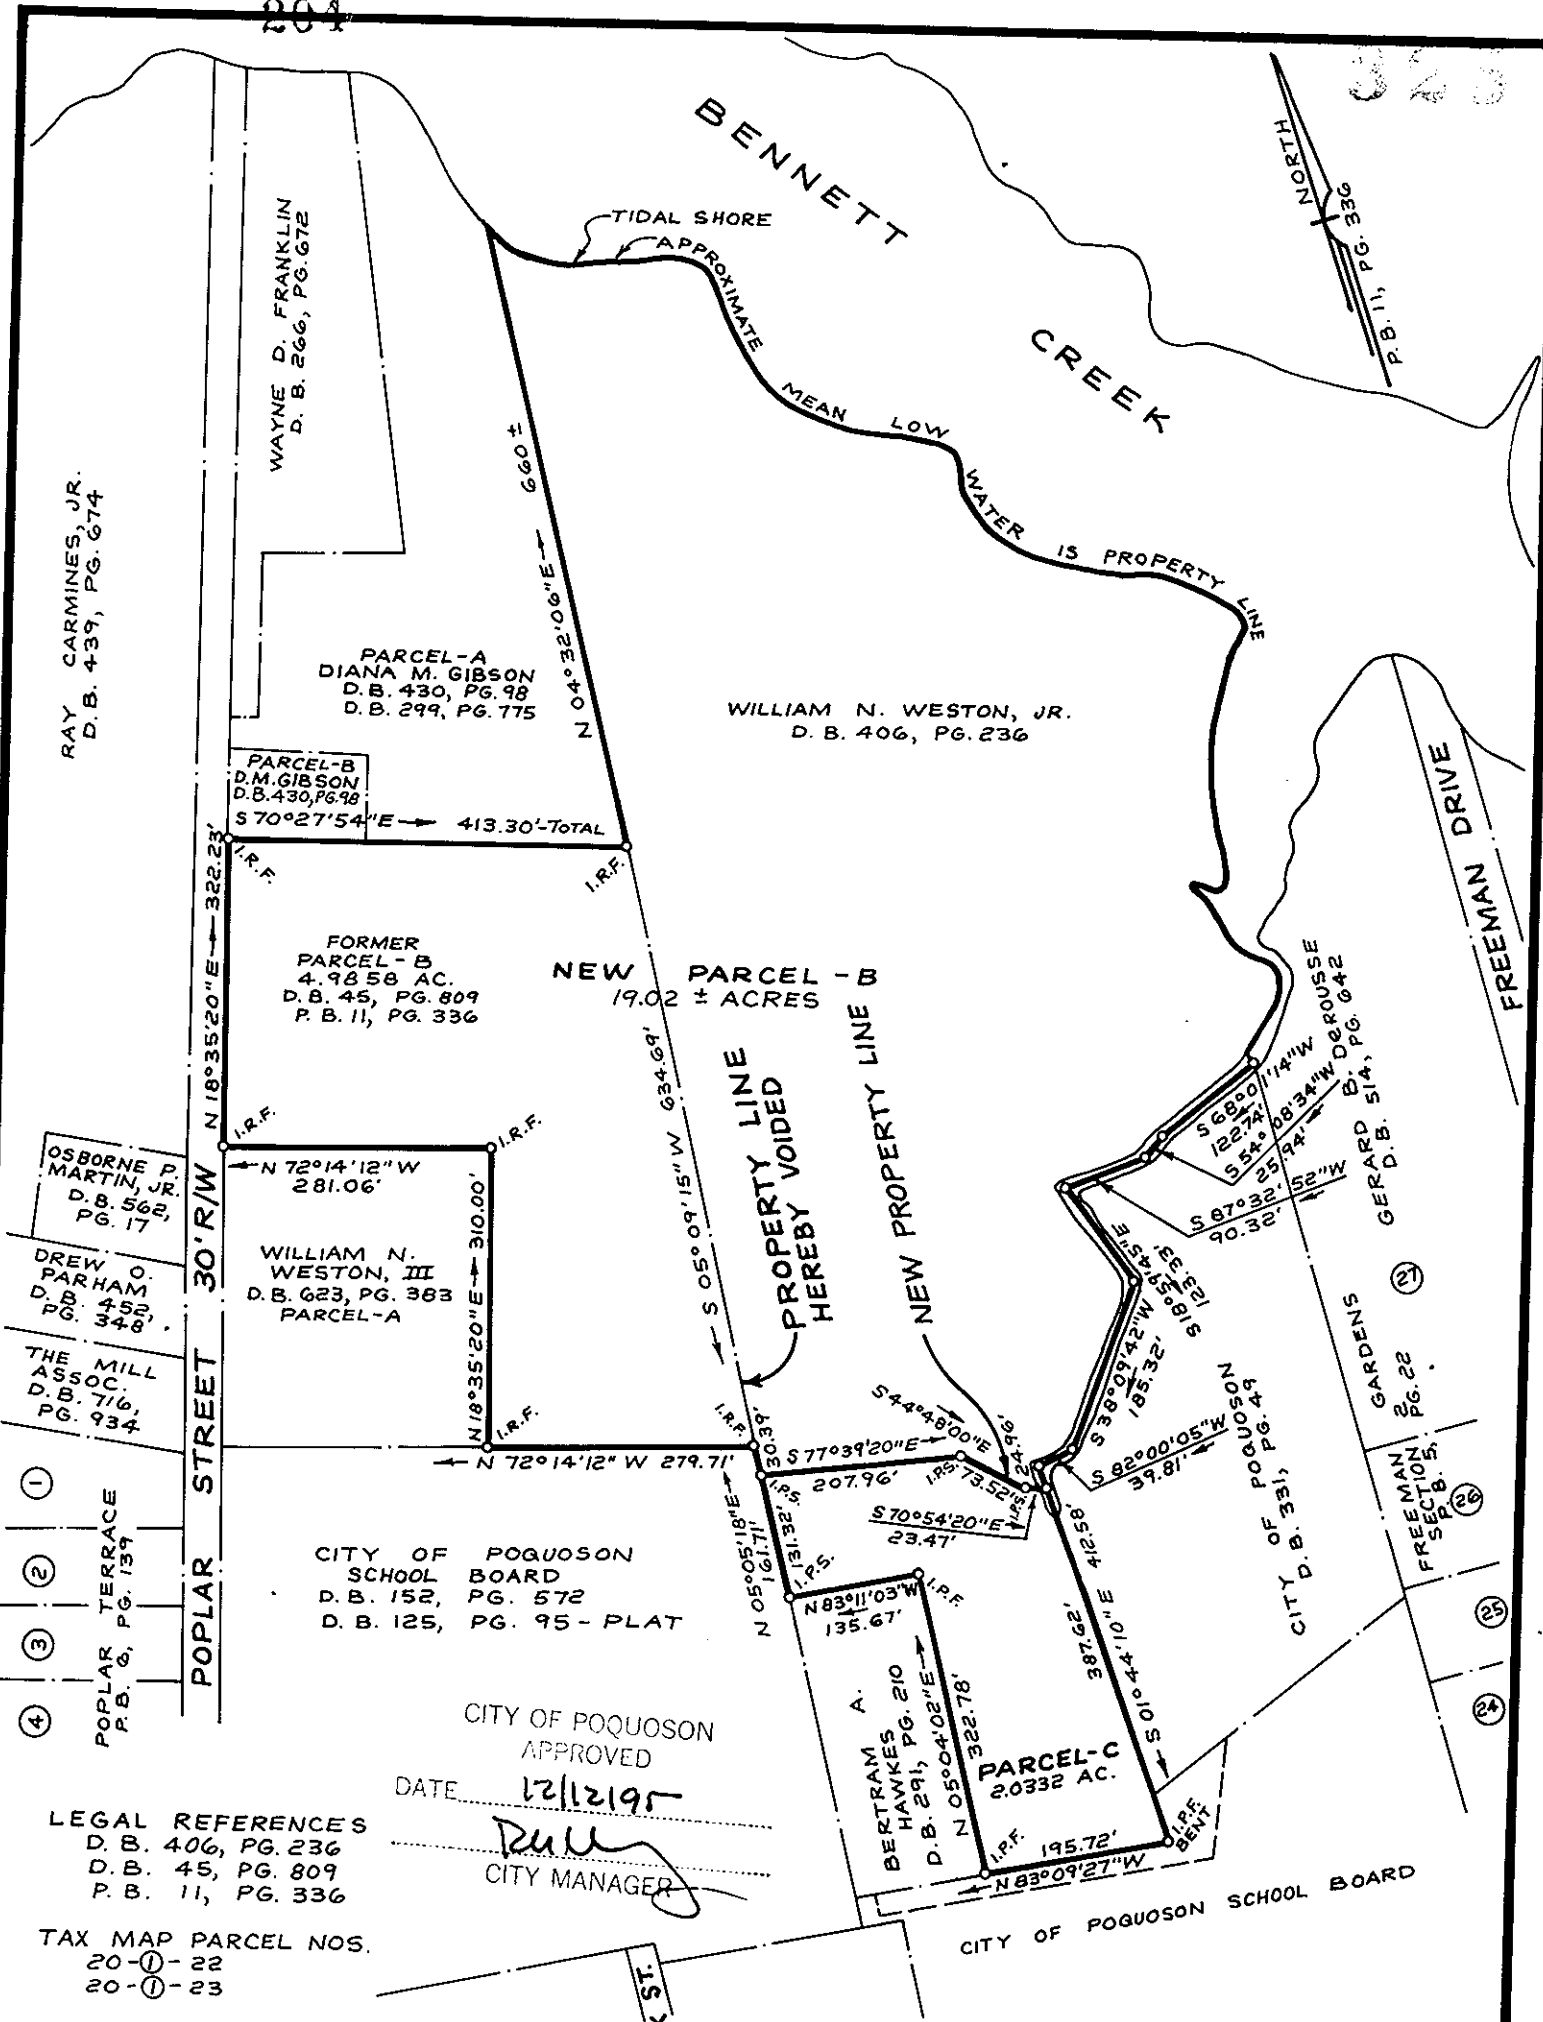 204
323
BENNETT
CREEK
NORTH
P.B. 11, PG. 336
TIDAL SHORE
APPROXIMATE
MEAN LOW
WATER IS PROPERTY LINE
WAYNE D. FRANKLIN
D. B. 266, PG. 672
RAY CARMINES, JR.
D. B. 439, PG. 674
660 ±
N 04°32'06"E
PARCEL-A
DIANA M. GIBSON
D. B. 430, PG. 98
D. B. 299, PG. 775
WILLIAM N. WESTON, JR.
D. B. 406, PG. 236
PARCEL-B
D.M.GIBSON
D.B.430,PG.98
S 70°27'54"E 413.30'-TOTAL
I.R.F.
I.R.F.
N 18°35'20"E 322.23'
FORMER
PARCEL - B
4.9858 AC.
D. B. 45, PG. 809
P. B. 11, PG. 336
NEW PARCEL - B
19.02 ± ACRES
S 05°09'15"W 634.69'
PROPERTY LINE
HEREBY VOIDED
NEW PROPERTY LINE
FREEMAN DRIVE
GERARD B. DEROUSSE
D.B. 514, PG. 642
S 68°01'14"W
122.74'
S 54°08'34"W
25.94'
S 87°32'52"W
90.32'
S18°59'45"E
123.33'
S 38°09'42"W
185.32'
S 82°00'05"W
39.81'
I.R.F.
I.R.F.
N 72°14'12"W
281.06'
OSBORNE P.
MARTIN, JR.
D. B. 562,
PG. 17
DREW O.
PARHAM
D. B. 452,
PG. 348
THE MILL
ASSOC.
D. B. 716,
PG. 934
WILLIAM N.
WESTON, III
D. B. 623, PG. 383
PARCEL-A
N 18°35'20"E 310.00'
I.R.F.
I.R.F.
N 72°14'12" W 279.71'
30.39'
S 77°39'20"E
207.96'
S 44°48'00"E
73.52'
24.96'
I.P.S.
I.P.S.
I.P.S.
S 70°54'20"E
23.47'
N 05°05'18"E
161.71'
131.32'
I.P.S.
N 83°11'03"W
135.67'
I.P.F.
POPLAR STREET 30' R/W
1
2
3
4
POPLAR TERRACE
P.B. 6, PG. 139
CITY OF POQUOSON
SCHOOL BOARD
D. B. 152, PG. 572
D. B. 125, PG. 95 - PLAT
CITY OF POQUOSON
D. B. 331, PG. 49
FREEMAN GARDENS
SECTION 2
P.B. 5, PG. 22
27
26
25
24
S 01°44'10"E 412.58'
387.62'
BERTRAM A.
HAWKES
D.B. 291, PG. 210
N 05°04'02"E
322.78'
PARCEL-C
2.0332 AC.
I.P.F.
195.72'
N 83°09'27"W
I.P.F.
BENT
CITY OF POQUOSON SCHOOL BOARD
CITY OF POQUOSON
APPROVED
DATE 12/12/95
CITY MANAGER
LEGAL REFERENCES
D. B. 406, PG. 236
D. B. 45, PG. 809
P. B. 11, PG. 336
TAX MAP PARCEL NOS.
20-1-22
20-1-23
ST.